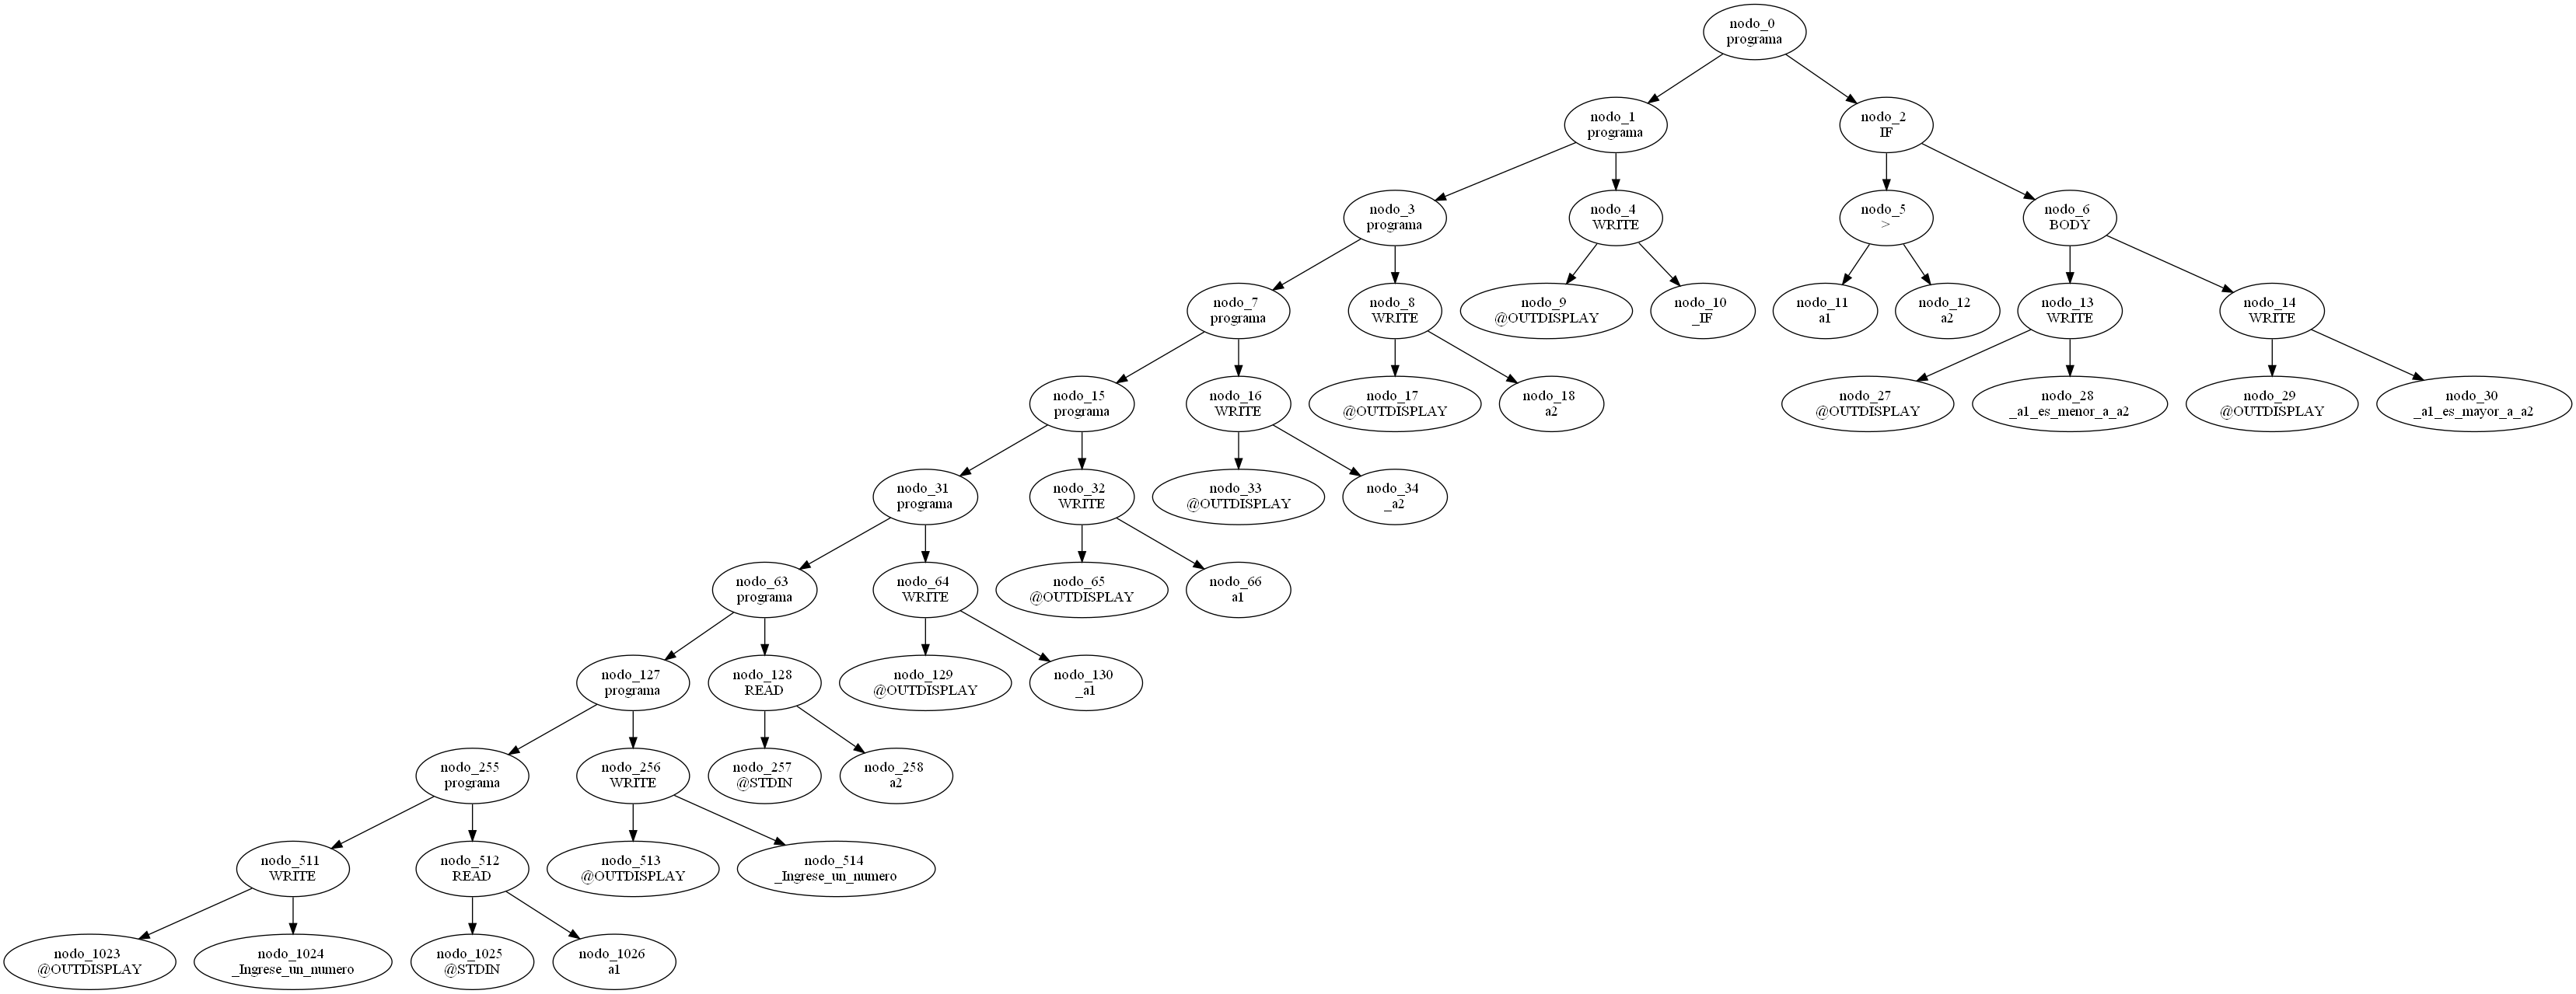 nodo_0
programa
nodo_1
programa
nodo_2
IF
nodo_3
programa
nodo_4
WRITE
nodo_5
>
nodo_6
BODY
nodo_7
programa
nodo_8
WRITE
nodo_9
@OUTDISPLAY
nodo_10
_IF
nodo_11
a1
nodo_12
a2
nodo_13
WRITE
nodo_14
WRITE
nodo_15
programa
nodo_16
WRITE
nodo_17
@OUTDISPLAY
nodo_18
a2
nodo_27
@OUTDISPLAY
nodo_28
_a1_es_menor_a_a2
nodo_29
@OUTDISPLAY
nodo_30
_a1_es_mayor_a_a2
nodo_31
programa
nodo_32
WRITE
nodo_33
@OUTDISPLAY
nodo_34
_a2
nodo_63
programa
nodo_64
WRITE
nodo_65
@OUTDISPLAY
nodo_66
a1
nodo_127
programa
nodo_128
READ
nodo_129
@OUTDISPLAY
nodo_130
_a1
nodo_255
programa
nodo_256
WRITE
nodo_257
@STDIN
nodo_258
a2
nodo_511
WRITE
nodo_512
READ
nodo_513
@OUTDISPLAY
nodo_514
_Ingrese_un_numero
nodo_1023
@OUTDISPLAY
nodo_1024
_Ingrese_un_numero
nodo_1025
@STDIN
nodo_1026
a1